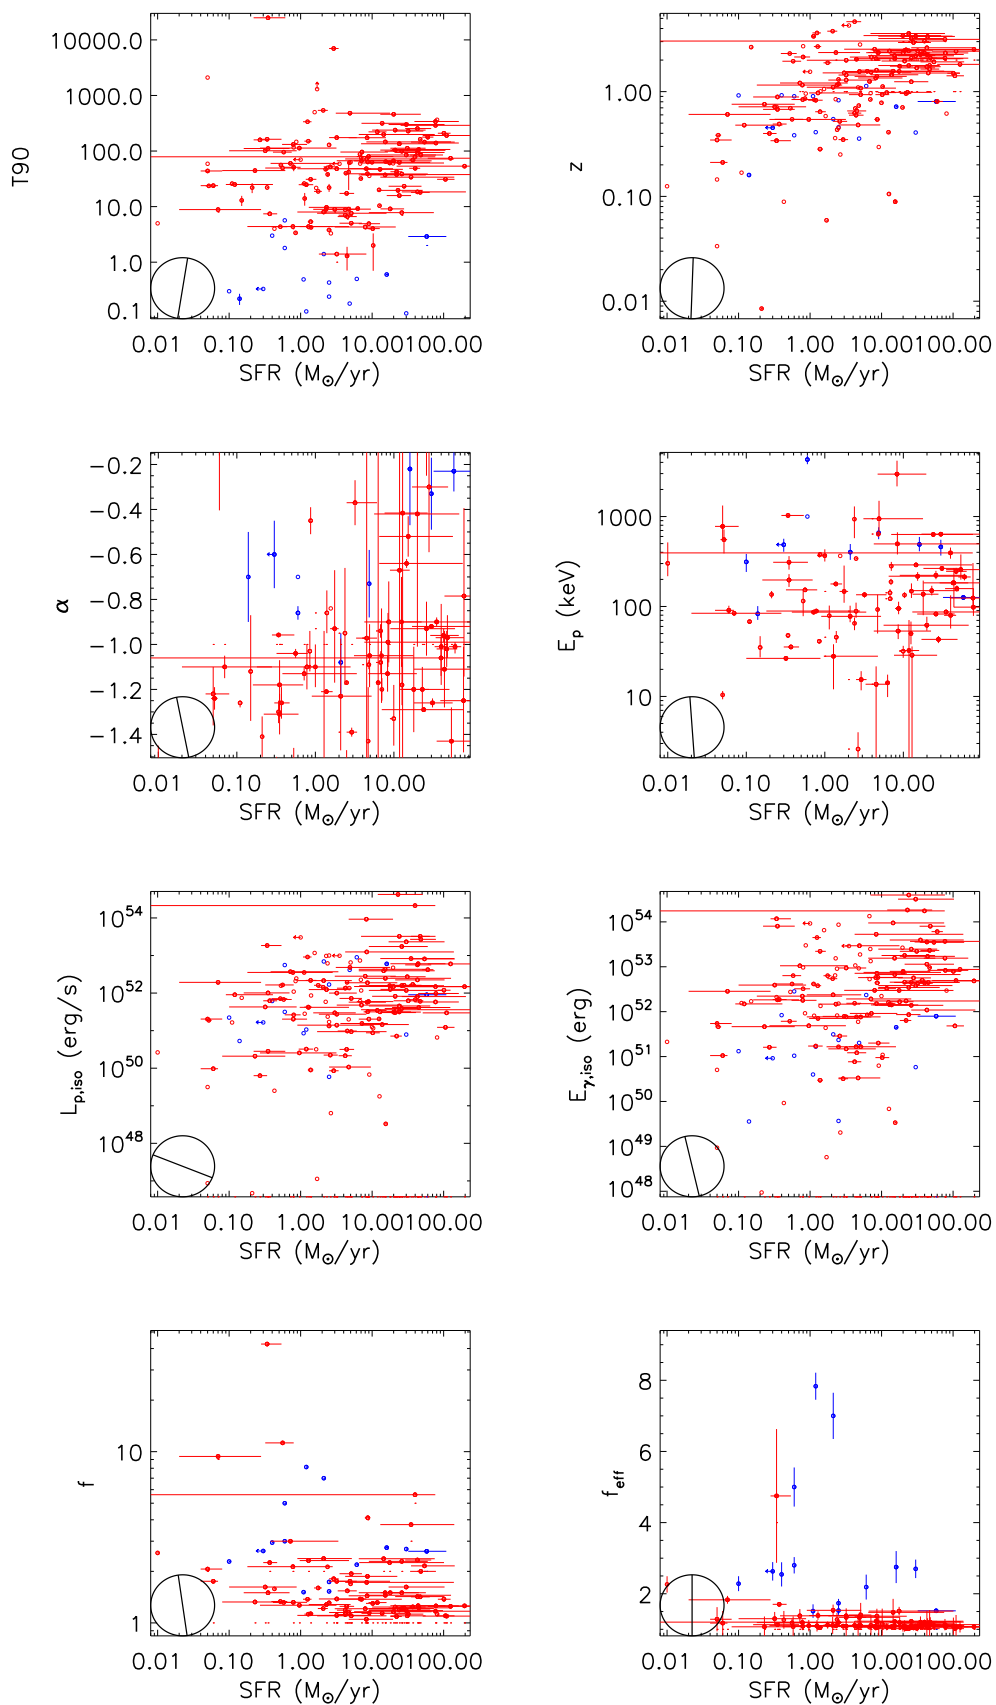 10000.0
1000.0
100.0
10.0
1.0
0.1
T90
0.01 0.10 1.00 10.00100.00
SFR (M⊙/yr)
1.00
0.10
0.01
z
0.01 0.10 1.00 10.00100.00
SFR (M⊙/yr)
−0.2
−0.4
−0.6
−0.8
−1.0
−1.2
−1.4
α
0.01 0.10 1.00 10.00
SFR (M⊙/yr)
1000
100
10
Ep (keV)
0.01 0.10 1.00 10.00
SFR (M⊙/yr)
10^54
10^52
10^50
10^48
Lp,iso (erg/s)
0.01 0.10 1.00 10.00100.00
SFR (M⊙/yr)
10^54
10^53
10^52
10^51
10^50
10^49
10^48
Eγ,iso (erg)
0.01 0.10 1.00 10.00100.00
SFR (M⊙/yr)
10
1
f
0.01 0.10 1.00 10.00100.00
SFR (M⊙/yr)
8
6
4
2
feff
0.01 0.10 1.00 10.00100.00
SFR (M⊙/yr)